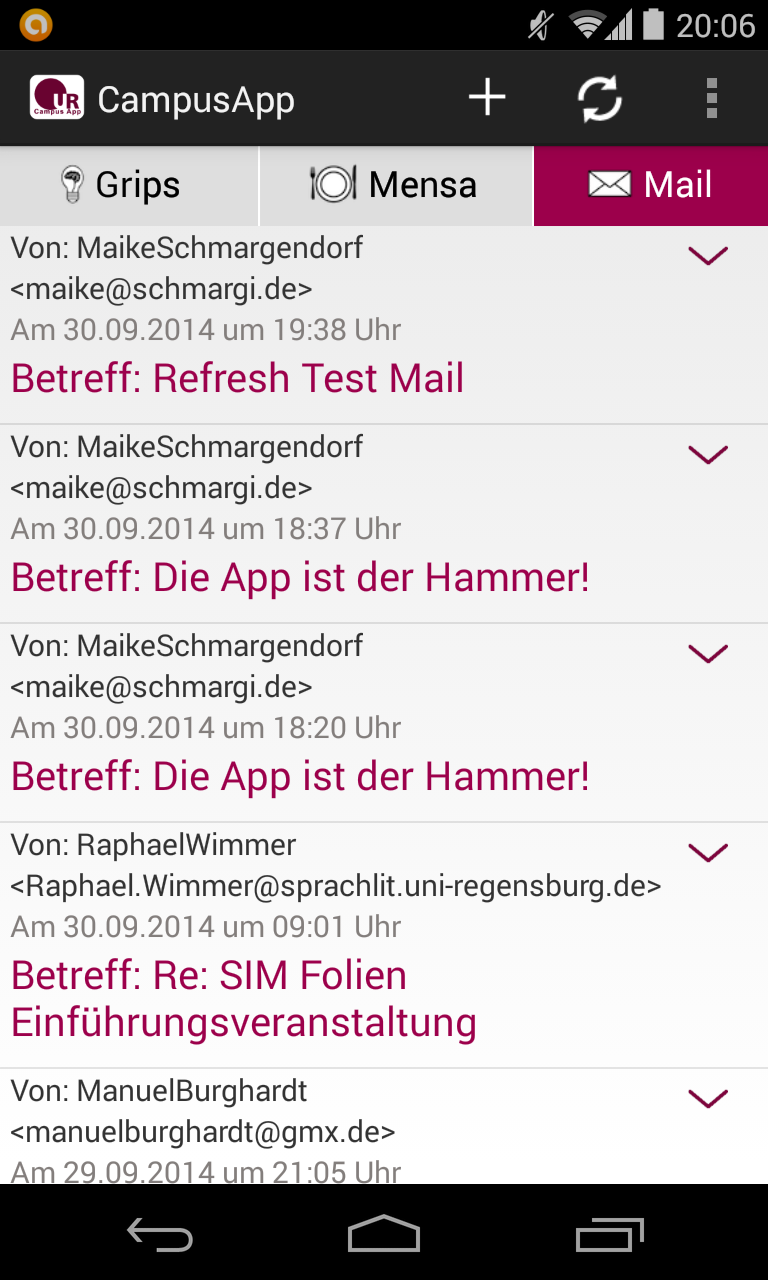 20:06
UR
Campus App
CampusApp
Grips
Mensa
Mail
Von: MaikeSchmargendorf
<maike@schmargi.de>
Am 30.09.2014 um 19:38 Uhr
Betreff: Refresh Test Mail
Von: MaikeSchmargendorf
<maike@schmargi.de>
Am 30.09.2014 um 18:37 Uhr
Betreff: Die App ist der Hammer!
Von: MaikeSchmargendorf
<maike@schmargi.de>
Am 30.09.2014 um 18:20 Uhr
Betreff: Die App ist der Hammer!
Von: RaphaelWimmer
<Raphael.Wimmer@sprachlit.uni-regensburg.de>
Am 30.09.2014 um 09:01 Uhr
Betreff: Re: SIM Folien
Einführungsveranstaltung
Von: ManuelBurghardt
<manuelburghardt@gmx.de>
Am 29.09.2014 um 21:05 Uhr